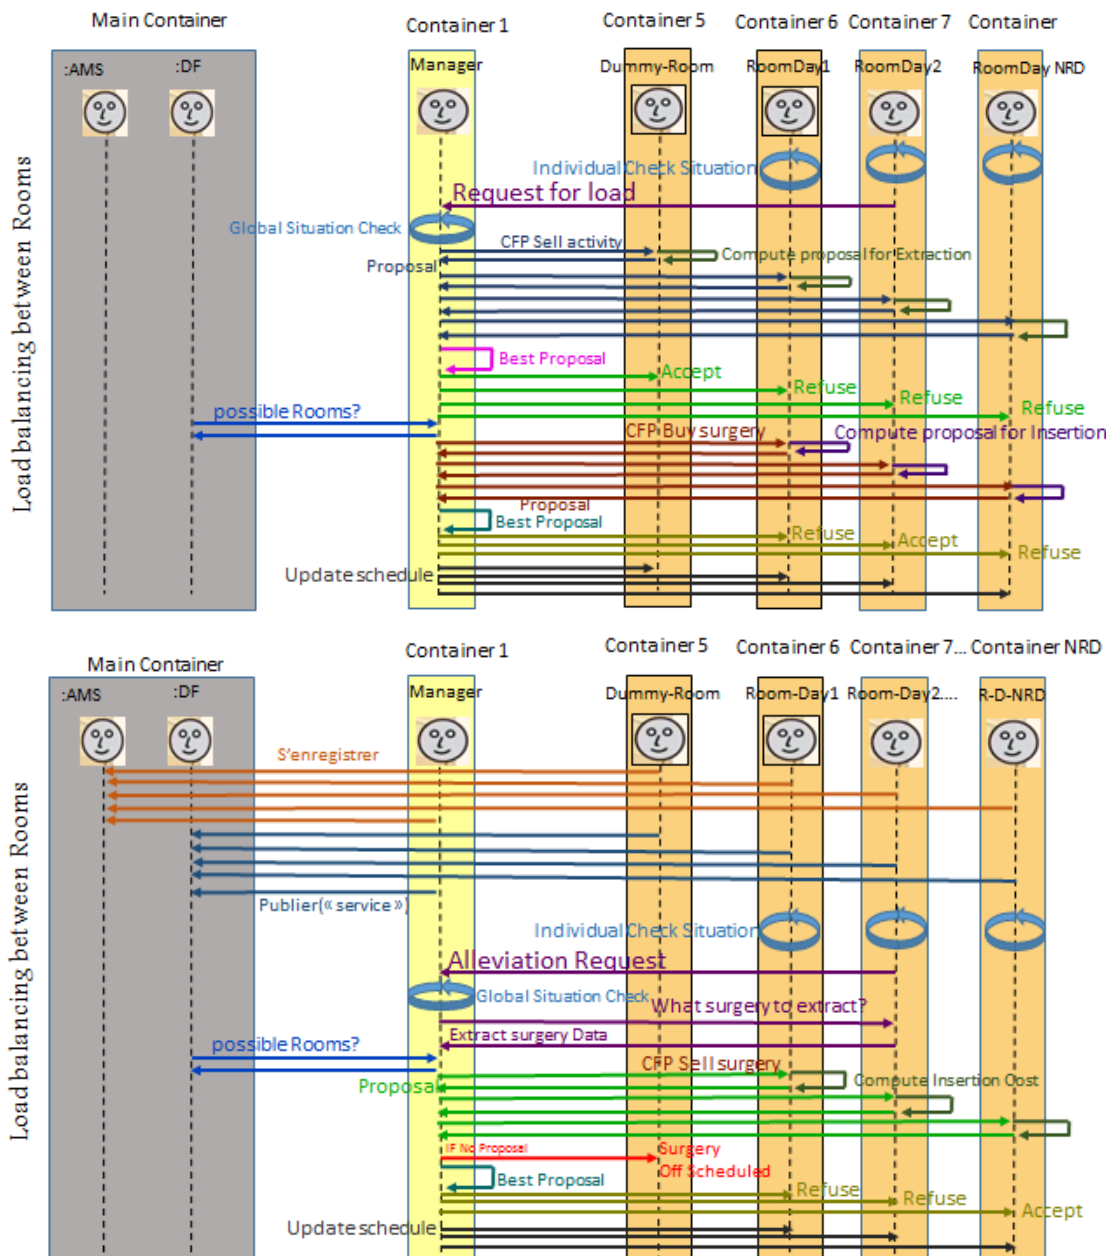 Load balancing between Rooms
Main Container
Container 1
Container 5
Container 6
Container 7
Container
:AMS
:DF
Manager
Dummy-Room
RoomDay1
RoomDay2
RoomDay NRD
Individual Check Situation
Request for load
Global Situation Check
CFP Sell activity
Compute proposal for Extraction
Proposal
Best Proposal
Accept
Refuse
Refuse
Refuse
possible Rooms?
CFP Buy surgery
Compute proposal for Insertion
Proposal
Best Proposal
Refuse
Accept
Refuse
Update schedule
Load balancing between Rooms
Main Container
Container 1
Container 5
Container 6
Container 7...
Container NRD
:AMS
:DF
Manager
Dummy-Room
Room-Day1
Room-Day2....
R-D-NRD
S'enregistrer
Publier(« service »)
Individual Check Situation
Alleviation Request
Global Situation Check
What surgery to extract?
Extract surgery Data
possible Rooms?
CFP Sell surgery
Proposal
Compute Insertion Cost
IF No Proposal
Surgery
Off Scheduled
Best Proposal
Refuse
Refuse
Accept
Update schedule